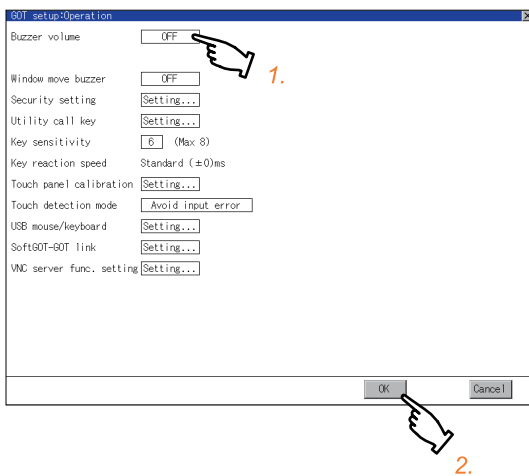 GOT setup:Operation
Buzzer volume OFF
1.
Window move buzzer OFF
Security setting Setting...
Utility call key Setting...
Key sensitivity 6 (Max 8)
Key reaction speed Standard (±0)ms
Touch panel calibration Setting...
Touch detection mode Avoid input error
USB mouse/keyboard Setting...
SoftGOT-GOT link Setting...
VNC server func. setting Setting...
OK Cancel
2.